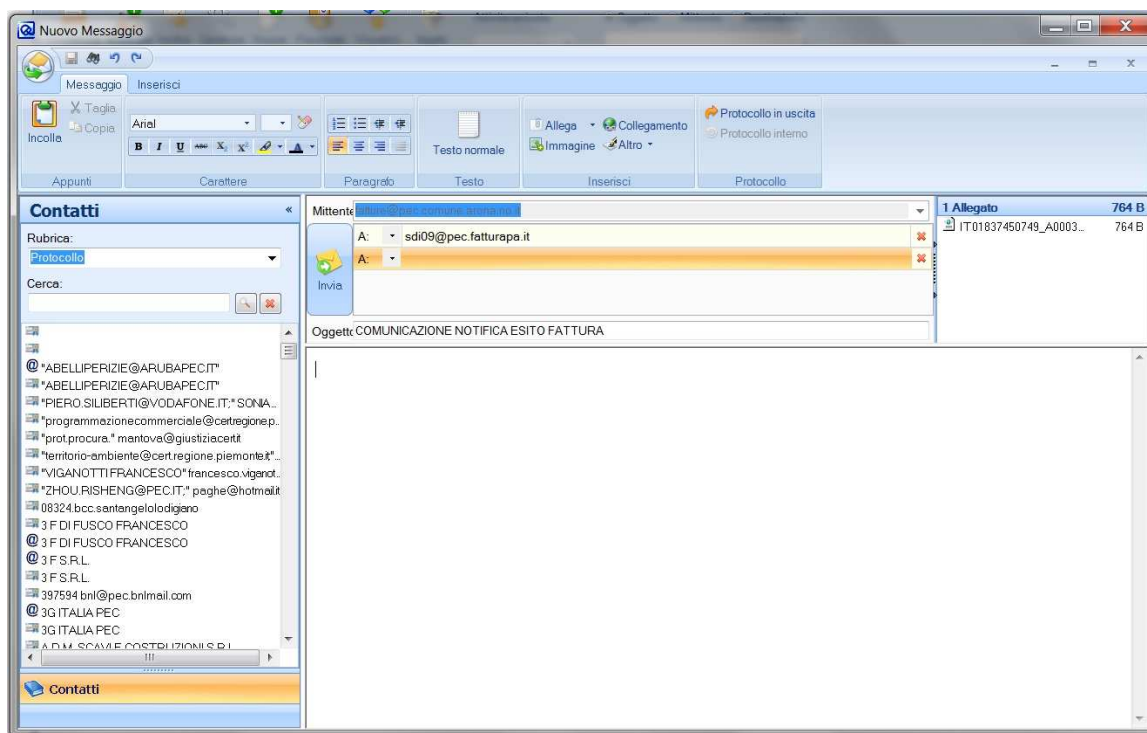 Nuovo Messaggio
Messaggio Inserisci
Incolla
Taglia
Copia
Appunti
Arial
B I U ABC X₂ X² A
Carattere
Paragrafo
Testo normale
Testo
Allega Collegamento
Immagine Altro
Inserisci
Protocollo in uscita
Protocollo interno
Protocollo
Contatti «
Rubrica:
Protocollo
Cerca:
@ "ABELLIPERIZIE@ARUBAPEC.IT"
"ABELLIPERIZIE@ARUBAPEC.IT"
"PIERO.SILIBERTI@VODAFONE.IT;" SONIA...
"programmazionecommerciale@certregione.p..
"prot.procura." mantova@giustiziacert.it
"territorio-ambiente@cert.regione.piemonte.it"...
"VIGANOTTI FRANCESCO" francesco.viganot..
"ZHOU.RISHENG@PEC.IT;" paghe@hotmail.it
08324.bcc.santangelolodigiano
3 F DI FUSCO FRANCESCO
@ 3 F DI FUSCO FRANCESCO
@ 3 F S.R.L.
3 F S.R.L.
397594 bnl@pec.bnlmail.com
@ 3G ITALIA PEC
3G ITALIA PEC
A.D.M. SCAVI E COSTRUZIONI S.R.L.
Contatti
Mittente
A: sdi09@pec.fatturapa.it
A:
Invia
Oggetto COMUNICAZIONE NOTIFICA ESITO FATTURA
1 Allegato 764 B
IT01837450749_A0003... 764 B